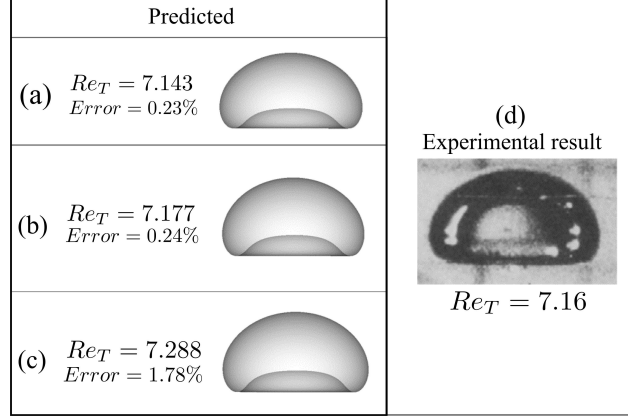 Predicted
(a)
Re_T = 7.143
Error = 0.23%
(b)
Re_T = 7.177
Error = 0.24%
(c)
Re_T = 7.288
Error = 1.78%
(d)
Experimental result
Re_T = 7.16